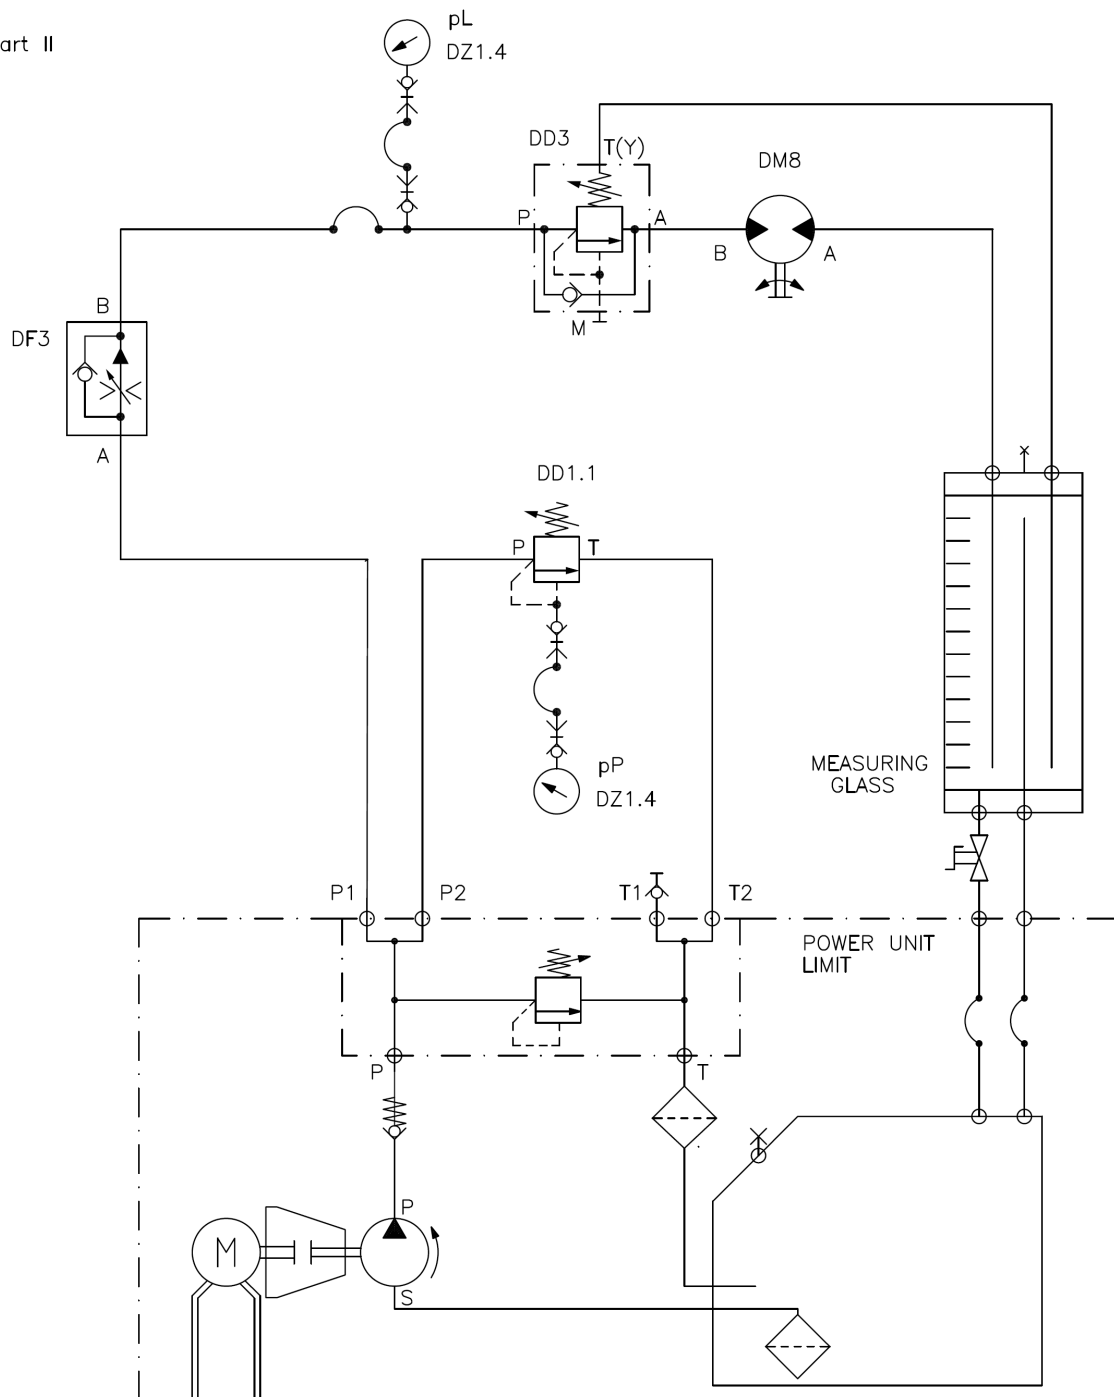 pL
art II
DZ1.4
DD3
T(Y)
DM8
P
A
B
A
B
M
DF3
A
DD1.1
P
T
MEASURING
GLASS
pP
DZ1.4
P1
P2
T1
T2
POWER UNIT
LIMIT
P
T
P
M
S